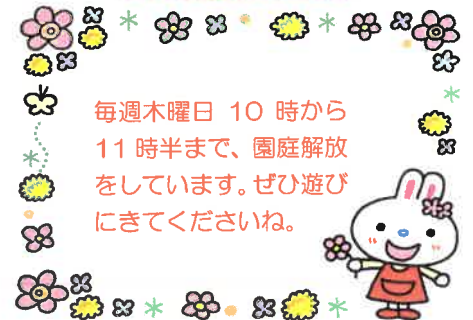 毎週木曜日 10 時から
11 時半まで、園庭解放
をしています。ぜひ遊び
にきてくださいね。